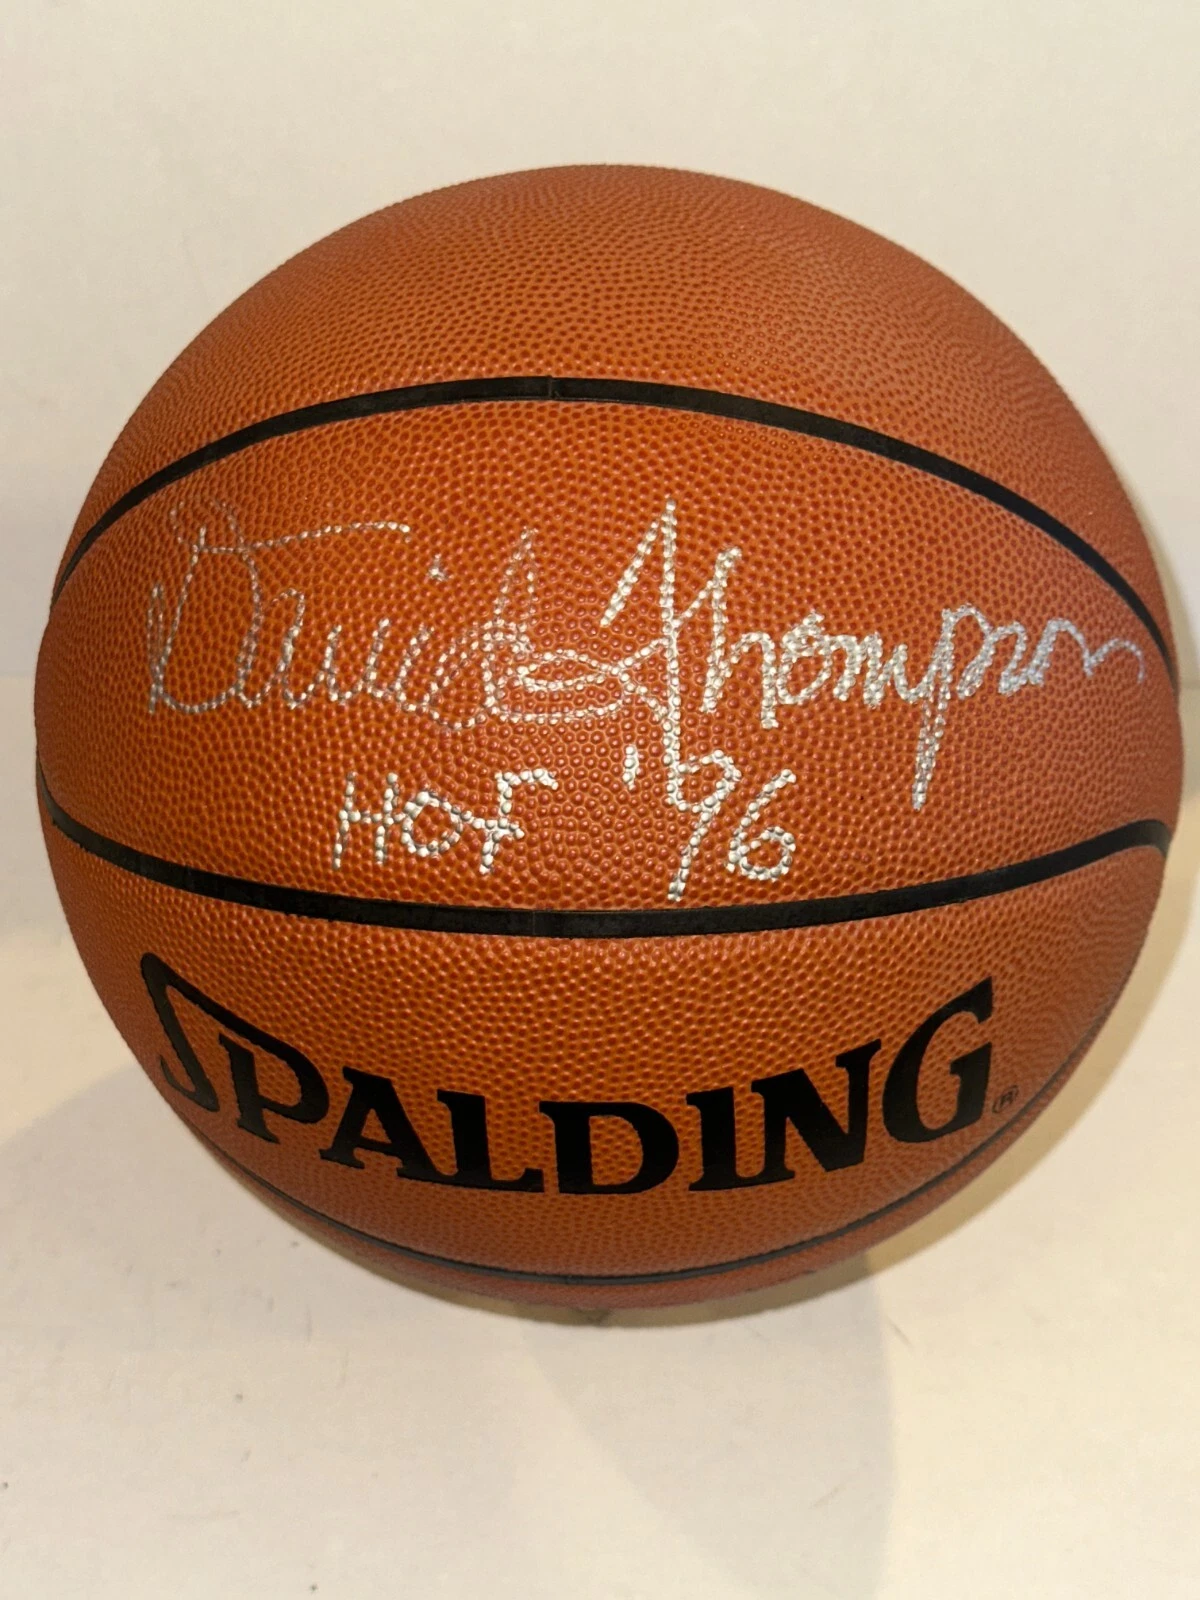 David Thompson
HOF '96
SPALDING®